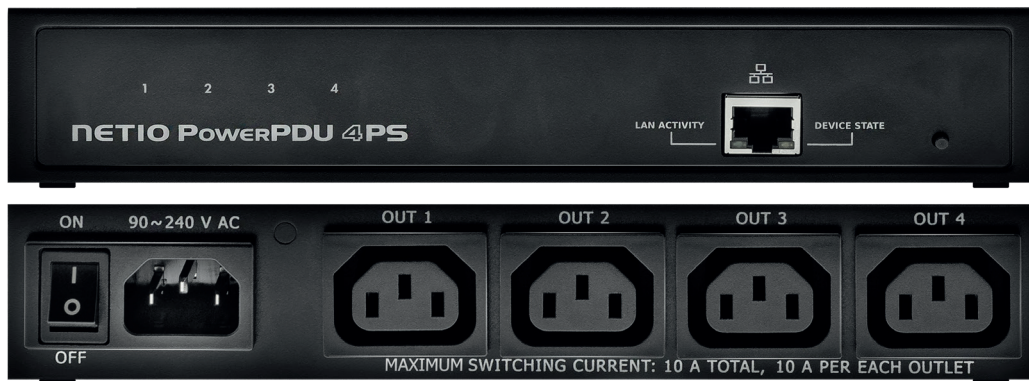 1 2 3 4
NETIO PowerPDU 4PS
LAN ACTIVITY
DEVICE STATE
ON
90~240 V AC
OUT 1
OUT 2
OUT 3
OUT 4
I
O
OFF
MAXIMUM SWITCHING CURRENT: 10 A TOTAL, 10 A PER EACH OUTLET